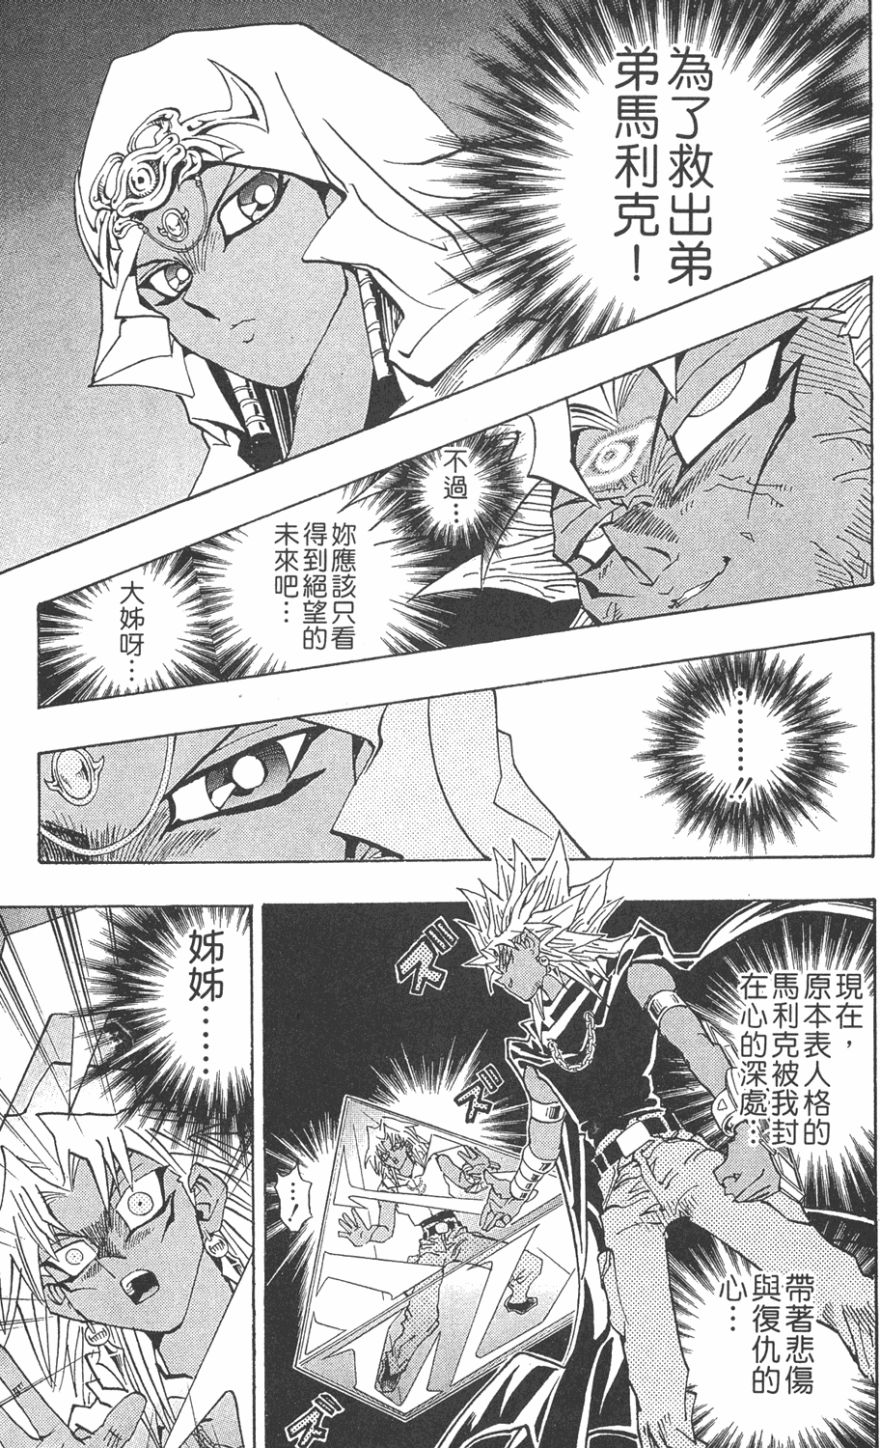 為了救出弟
弟馬利克！
不過…
妳應該只看
得到絕望的
未來吧…
大姊呀…
………!!
現在，
原本表人格的
馬利克被我封
在心的深處…
帶著悲傷
與復仇的
心…
…!
姊姊……